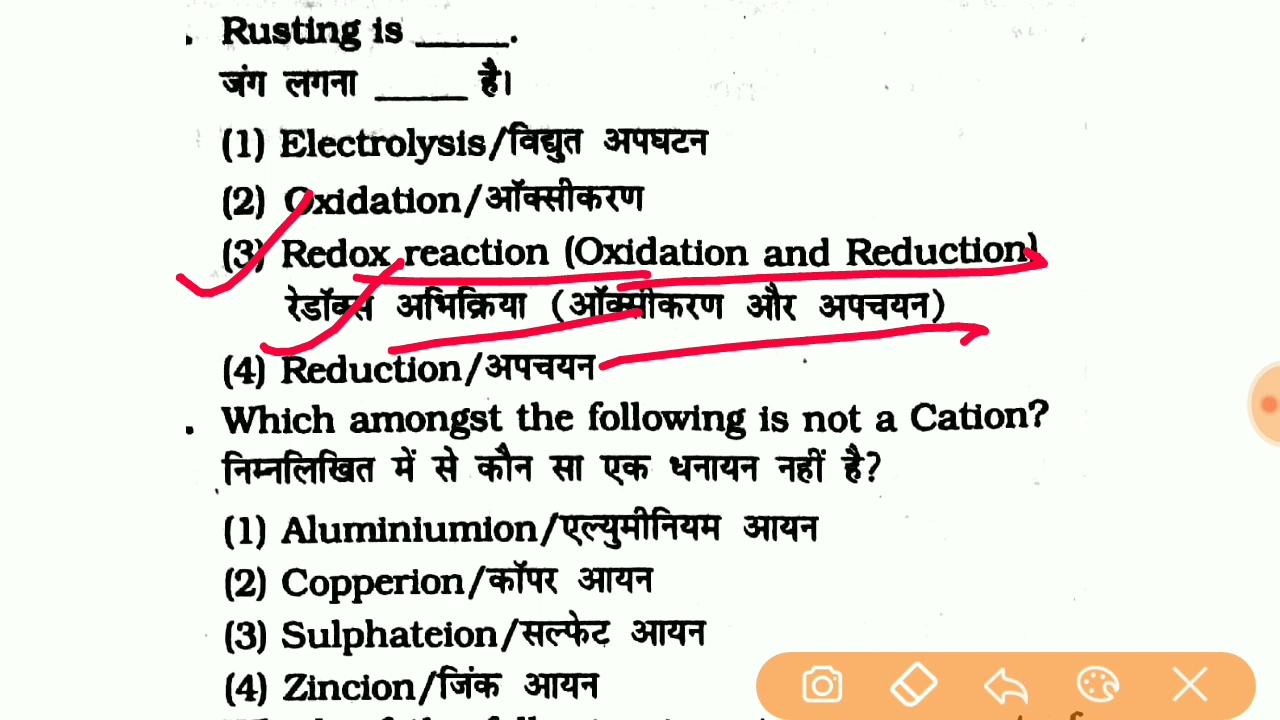 . Rusting is _____.
जंग लगना _____ है।
(1) Electrolysis/विद्युत अपघटन
(2) Oxidation/ऑक्सीकरण
(3) Redox reaction (Oxidation and Reduction)
रेडॉक्स अभिक्रिया (ऑक्सीकरण और अपचयन)
(4) Reduction/अपचयन
. Which amongst the following is not a Cation?
निम्नलिखित में से कौन सा एक धनायन नहीं है?
(1) Aluminiumion/एल्युमीनियम आयन
(2) Copperion/कॉपर आयन
(3) Sulphateion/सल्फेट आयन
(4) Zincion/जिंक आयन